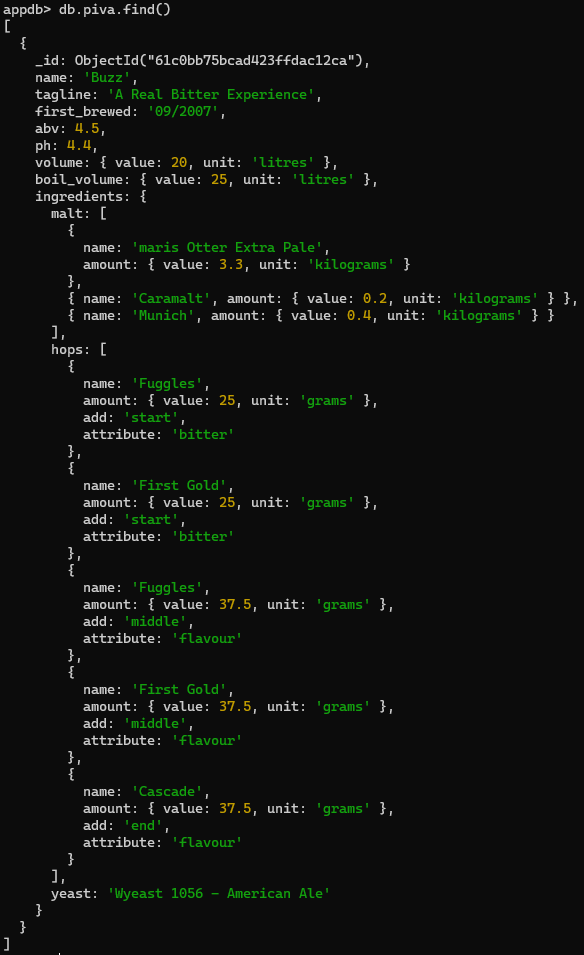 appdb> db.piva.find()
[
  {
    _id: ObjectId("61c0bb75bcad423ffdac12ca"),
    name: 'Buzz',
    tagline: 'A Real Bitter Experience',
    first_brewed: '09/2007',
    abv: 4.5,
    ph: 4.4,
    volume: { value: 20, unit: 'litres' },
    boil_volume: { value: 25, unit: 'litres' },
    ingredients: {
      malt: [
        {
          name: 'maris Otter Extra Pale',
          amount: { value: 3.3, unit: 'kilograms' }
        },
        { name: 'Caramalt', amount: { value: 0.2, unit: 'kilograms' } },
        { name: 'Munich', amount: { value: 0.4, unit: 'kilograms' } }
      ],
      hops: [
        {
          name: 'Fuggles',
          amount: { value: 25, unit: 'grams' },
          add: 'start',
          attribute: 'bitter'
        },
        {
          name: 'First Gold',
          amount: { value: 25, unit: 'grams' },
          add: 'start',
          attribute: 'bitter'
        },
        {
          name: 'Fuggles',
          amount: { value: 37.5, unit: 'grams' },
          add: 'middle',
          attribute: 'flavour'
        },
        {
          name: 'First Gold',
          amount: { value: 37.5, unit: 'grams' },
          add: 'middle',
          attribute: 'flavour'
        },
        {
          name: 'Cascade',
          amount: { value: 37.5, unit: 'grams' },
          add: 'end',
          attribute: 'flavour'
        }
      ],
      yeast: 'Wyeast 1056 - American Ale'
    }
  }
]